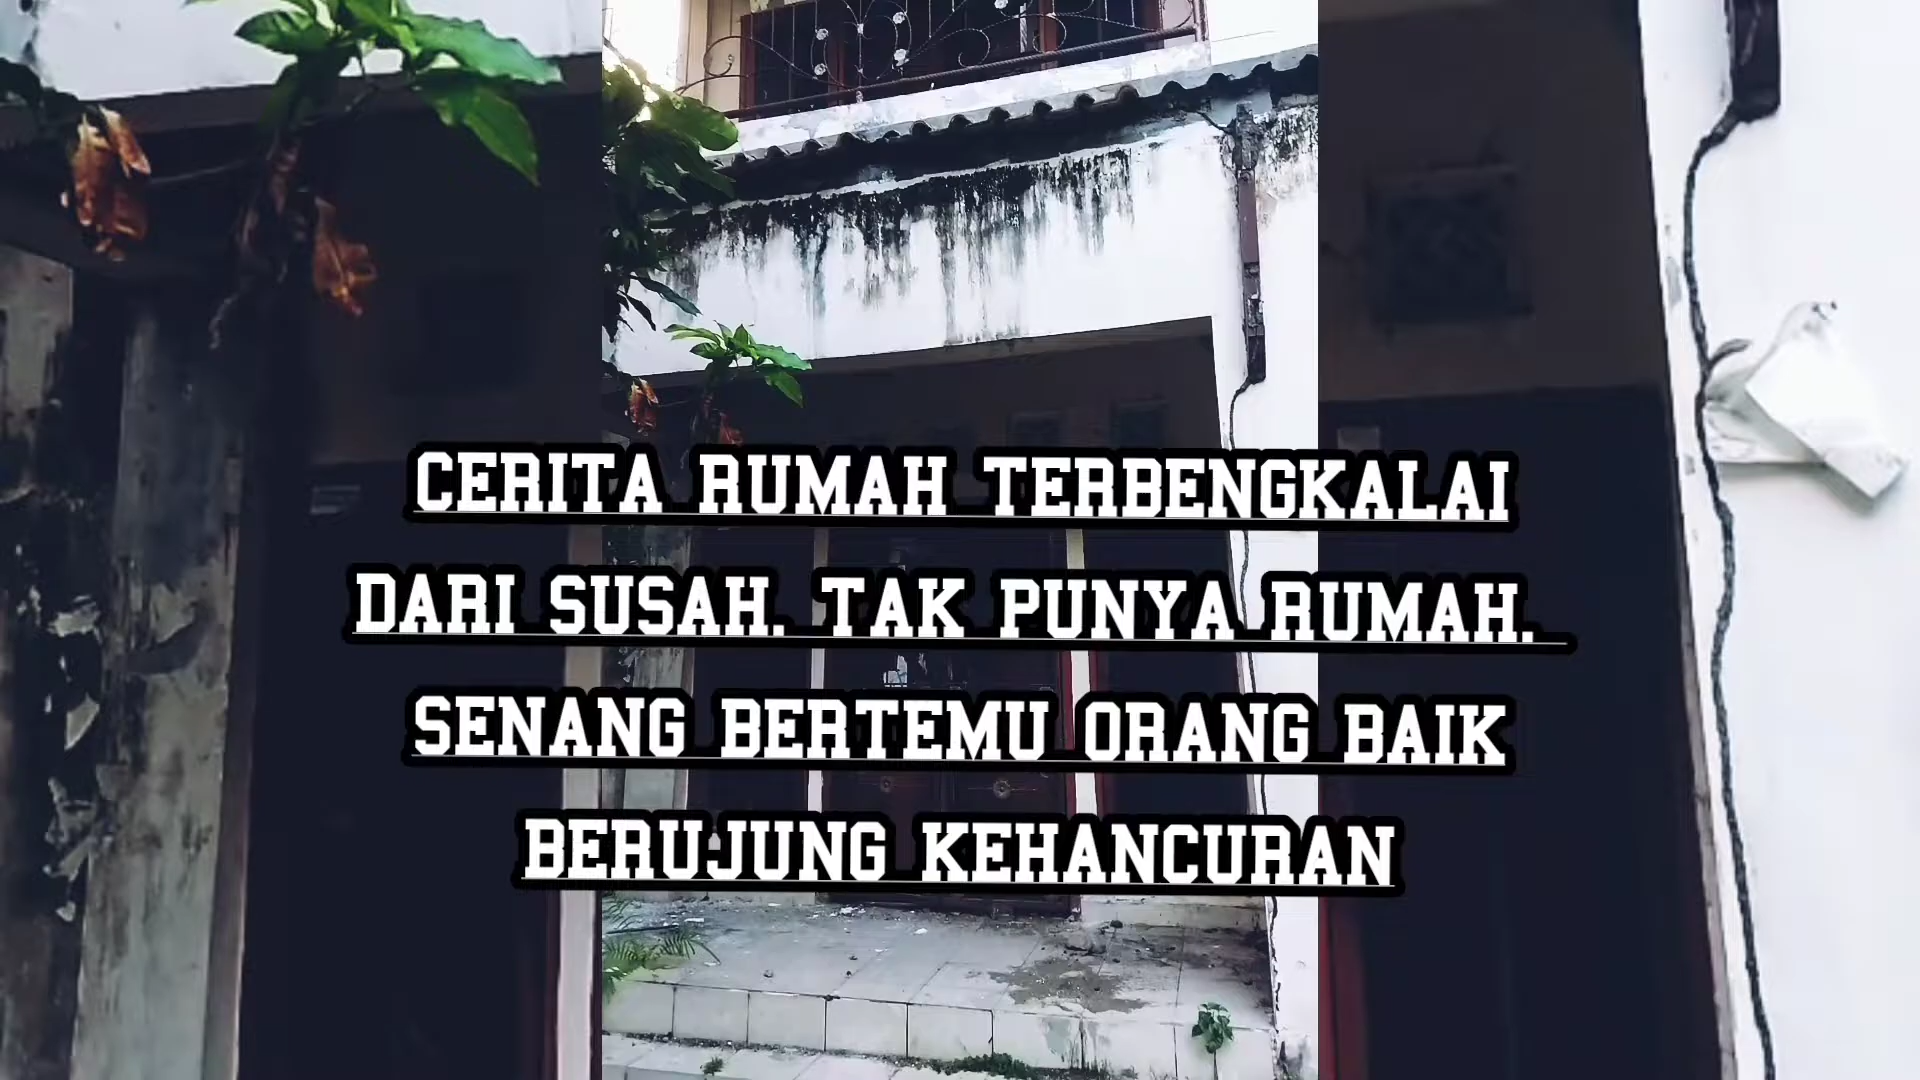 CERITA RUMAH TERBENGKALAI
DARI SUSAH. TAK PUNYA RUMAH.
SENANG BERTEMU ORANG BAIK
BERUJUNG KEHANCURAN